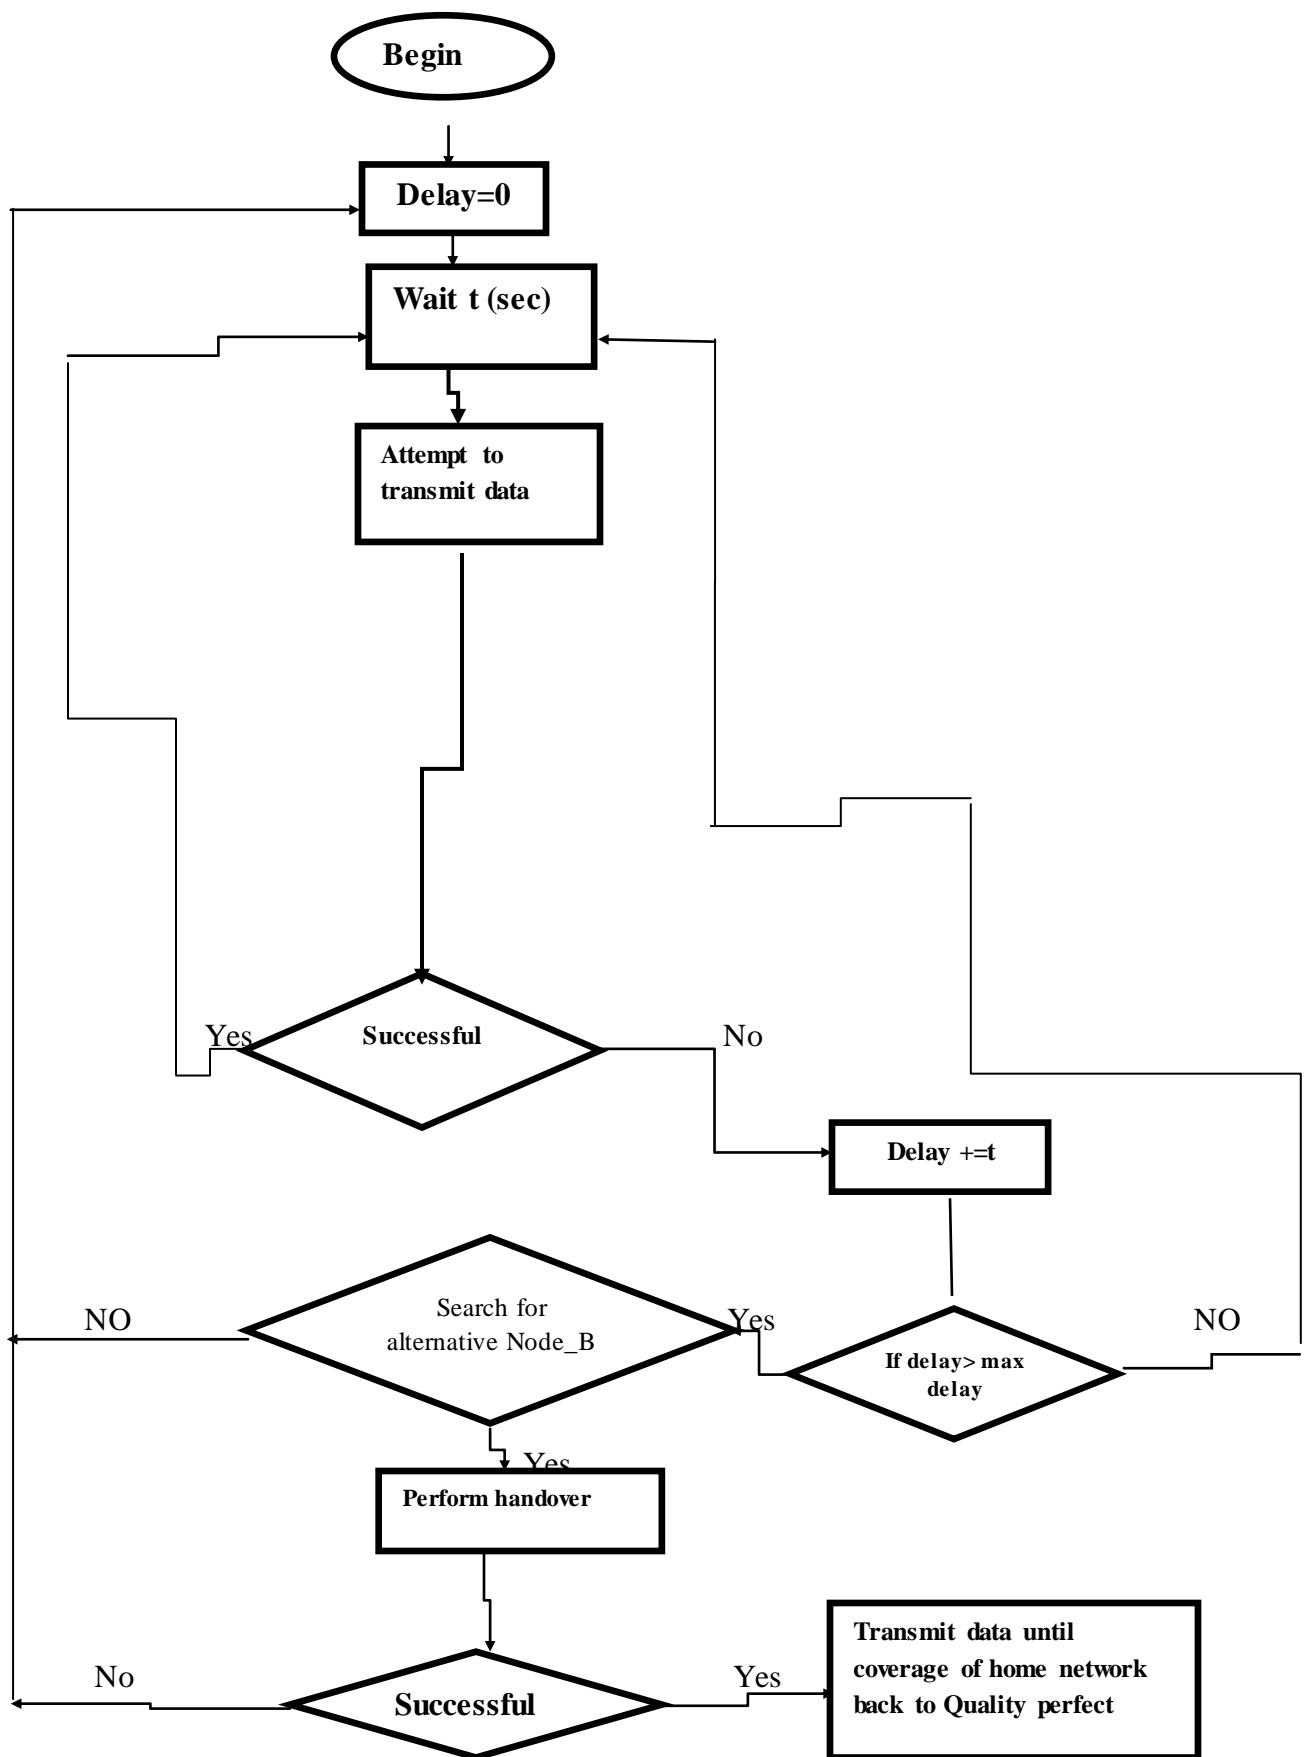 Begin
Delay=0
Wait t (sec)
Attempt to
transmit data
Yes
Successful
No
Delay +=t
NO
Search for
alternative Node_B
Yes
If delay> max
delay
NO
Yes
Perform handover
No
Successful
Yes
Transmit data until
coverage of home network
back to Quality perfect